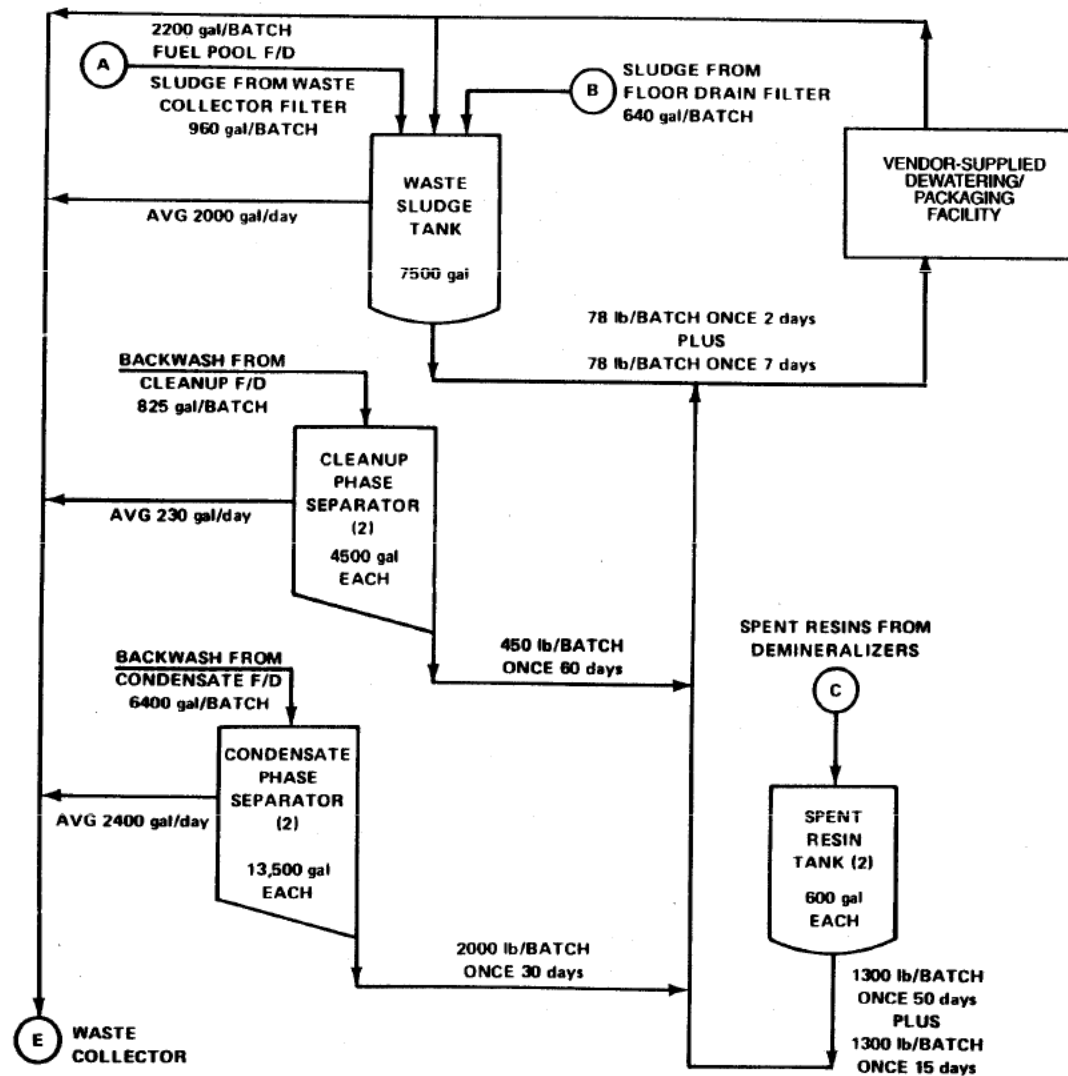 2200 gal/BATCH
FUEL POOL F/D
A
SLUDGE FROM WASTE
COLLECTOR FILTER
960 gal/BATCH
B
SLUDGE FROM
FLOOR DRAIN FILTER
640 gal/BATCH
VENDOR-SUPPLIED
DEWATERING/
PACKAGING
FACILITY
WASTE
SLUDGE
TANK
7500 gal
AVG 2000 gal/day
78 lb/BATCH ONCE 2 days
PLUS
78 lb/BATCH ONCE 7 days
BACKWASH FROM
CLEANUP F/D
825 gal/BATCH
CLEANUP
PHASE
SEPARATOR
(2)
4500 gal
EACH
AVG 230 gal/day
450 lb/BATCH
ONCE 60 days
SPENT RESINS FROM
DEMINERALIZERS
C
BACKWASH FROM
CONDENSATE F/D
6400 gal/BATCH
CONDENSATE
PHASE
SEPARATOR
(2)
13,500 gal
EACH
AVG 2400 gal/day
SPENT
RESIN
TANK (2)
600 gal
EACH
2000 lb/BATCH
ONCE 30 days
1300 lb/BATCH
ONCE 50 days
PLUS
1300 lb/BATCH
ONCE 15 days
E
WASTE
COLLECTOR